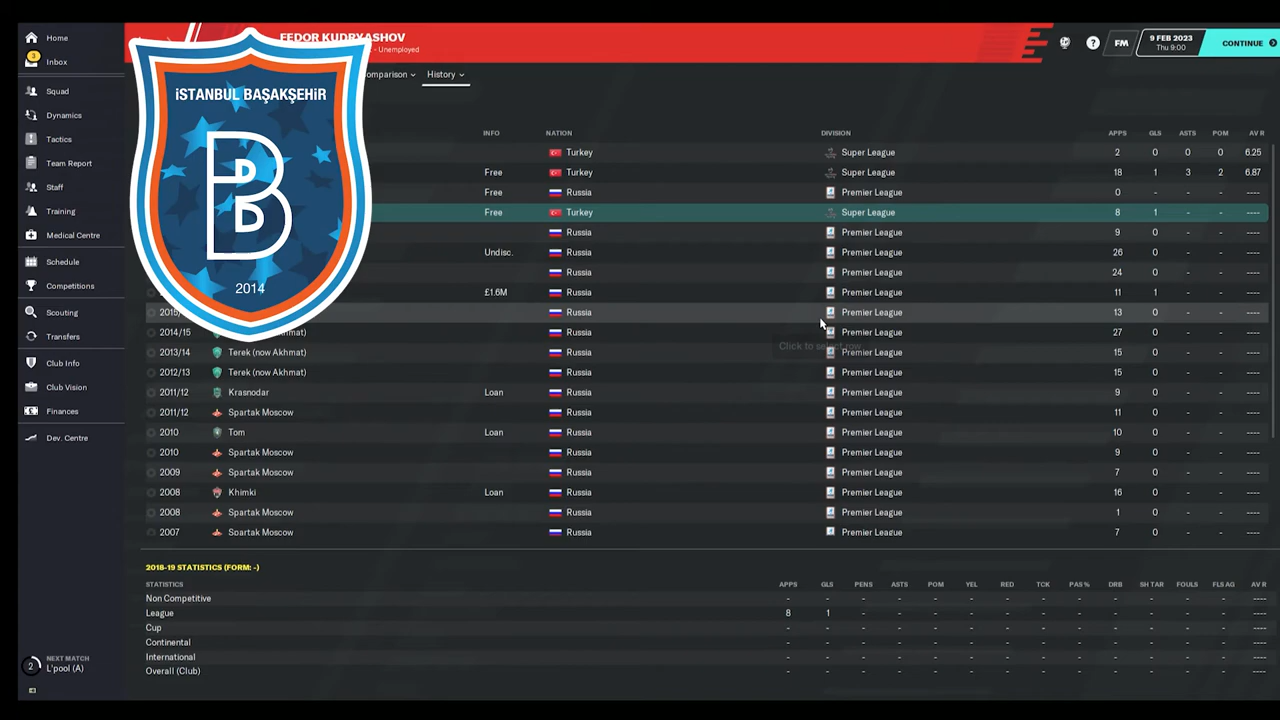 Home
FEDOR KUDRYASHOV
- Unemployed
9 FEB 2023
Thu 9:00
FM
?
CONTINUE
3
Inbox
Comparison
History
Squad
Dynamics
Tactics
Team Report
Staff
Training
Medical Centre
Schedule
Competitions
Scouting
Transfers
Club Info
Club Vision
Finances
Dev. Centre
2
NEXT MATCH
L'pool (A)
İSTANBUL BAŞAKŞEHİR
B
2014
INFO NATION DIVISION APPS GLS ASTS POM AV R
Turkey Super League 2 0 0 0 6.25
Free Turkey Super League 18 1 3 2 6.87
Free Russia Premier League 0 - - - ----
Free Turkey Super League 8 1 - - ----
Russia Premier League 9 0 - - ----
Undisc. Russia Premier League 26 0 - - ----
Russia Premier League 24 0 - - ----
£1.6M Russia Premier League 11 1 - - ----
2015/ Russia Premier League 13 0 - - ----
2014/15 Russia Premier League 27 0 - - ----
Click to select row
2013/14 Terek (now Akhmat) Russia Premier League 15 0 - - ----
2012/13 Terek (now Akhmat) Russia Premier League 15 0 - - ----
2011/12 Krasnodar Loan Russia Premier League 9 0 - - ----
2011/12 Spartak Moscow Russia Premier League 11 0 - - ----
2010 Tom Loan Russia Premier League 10 0 - - ----
2010 Spartak Moscow Russia Premier League 9 0 - - ----
2009 Spartak Moscow Russia Premier League 7 0 - - ----
2008 Khimki Loan Russia Premier League 16 0 - - ----
2008 Spartak Moscow Russia Premier League 1 0 - - ----
2007 Spartak Moscow Russia Premier League 7 0 - - ----
2018-19 STATISTICS (FORM: -)
STATISTICS APPS GLS PENS ASTS POM YEL RED TCK PAS % DRB SH TAR FOULS FLS AG AV R
Non Competitive - - - - - - - - - - - - - ----
League 8 1 - - - - - - - - - - - ----
Cup - - - - - - - - - - - - - ----
Continental - - - - - - - - - - - - - ----
International - - - - - - - - - - - - - ----
Overall (Club) - - - - - - - - - - - - - ----